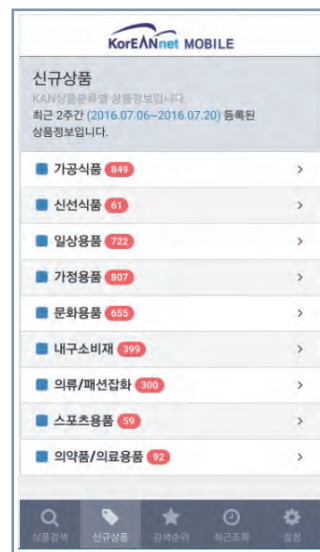 KorEANnet MOBILE
신규상품
KAN상품분류별 상품정보입니다
최근 2주간 (2016.07.06~2016.07.20) 등록된
상품정보입니다.
가공식품 849
신선식품 61
일상용품 722
가정용품 807
문화용품 655
내구소비재 399
의류/패션잡화 300
스포츠용품 59
의약품/의료용품 92
상품검색 신규상품 검색순위 최근조회 설정